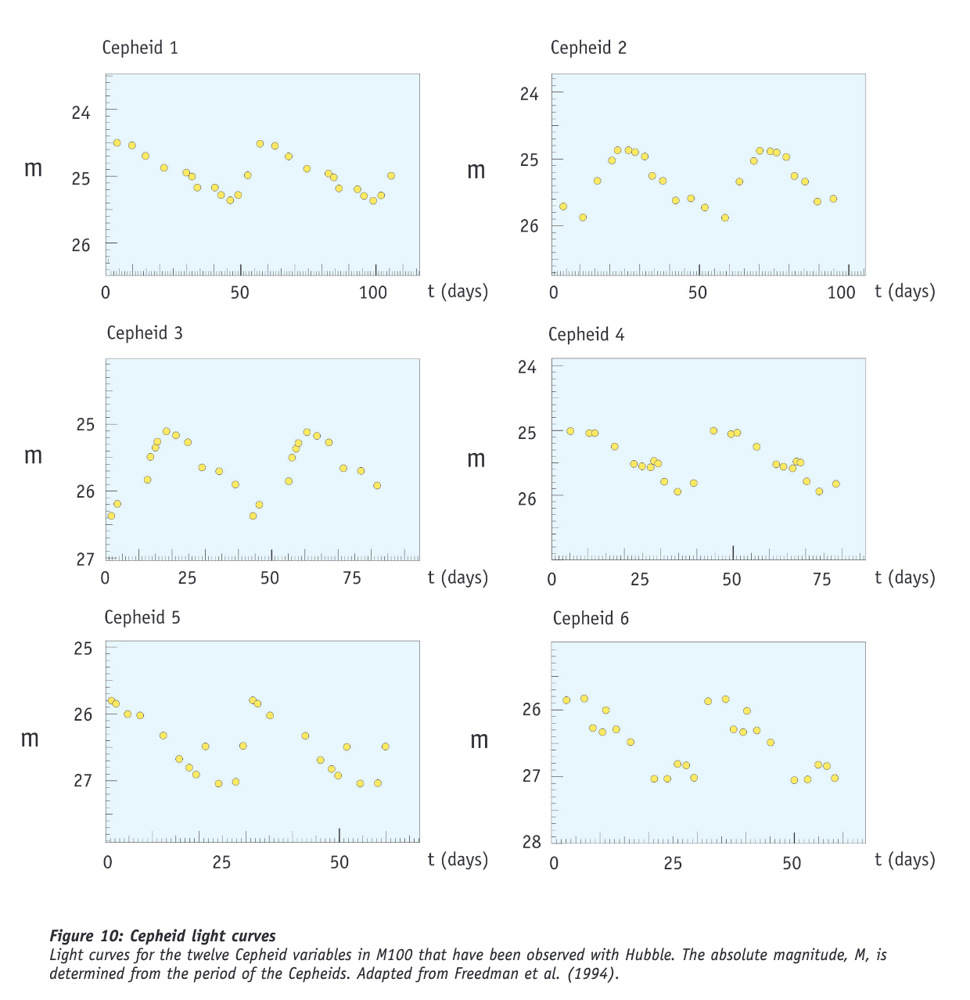 Cepheid 1
Cepheid 2
24
25
26
m
0 50 100 t (days)
24
25
26
m
0 50 100 t (days)
Cepheid 3
Cepheid 4
25
26
27
m
0 25 50 75 t (days)
24
25
26
m
0 25 50 75 t (days)
Cepheid 5
Cepheid 6
25
26
27
m
0 25 50 t (days)
26
27
28
m
0 25 50 t (days)
Figure 10: Cepheid light curves
Light curves for the twelve Cepheid variables in M100 that have been observed with Hubble. The absolute magnitude, M, is
determined from the period of the Cepheids. Adapted from Freedman et al. (1994).